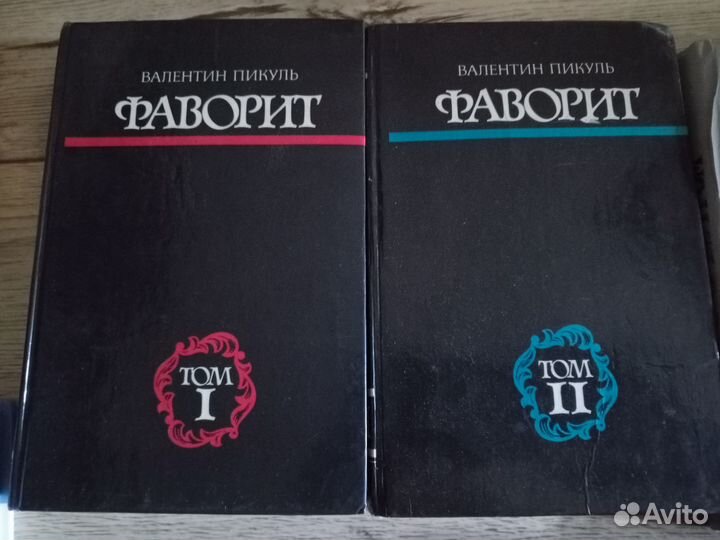 ВАЛЕНТИН ПИКУЛЬ
ФАВОРИТ
ТОМ
I
ВАЛЕНТИН ПИКУЛЬ
ФАВОРИТ
ТОМ
II
Avito